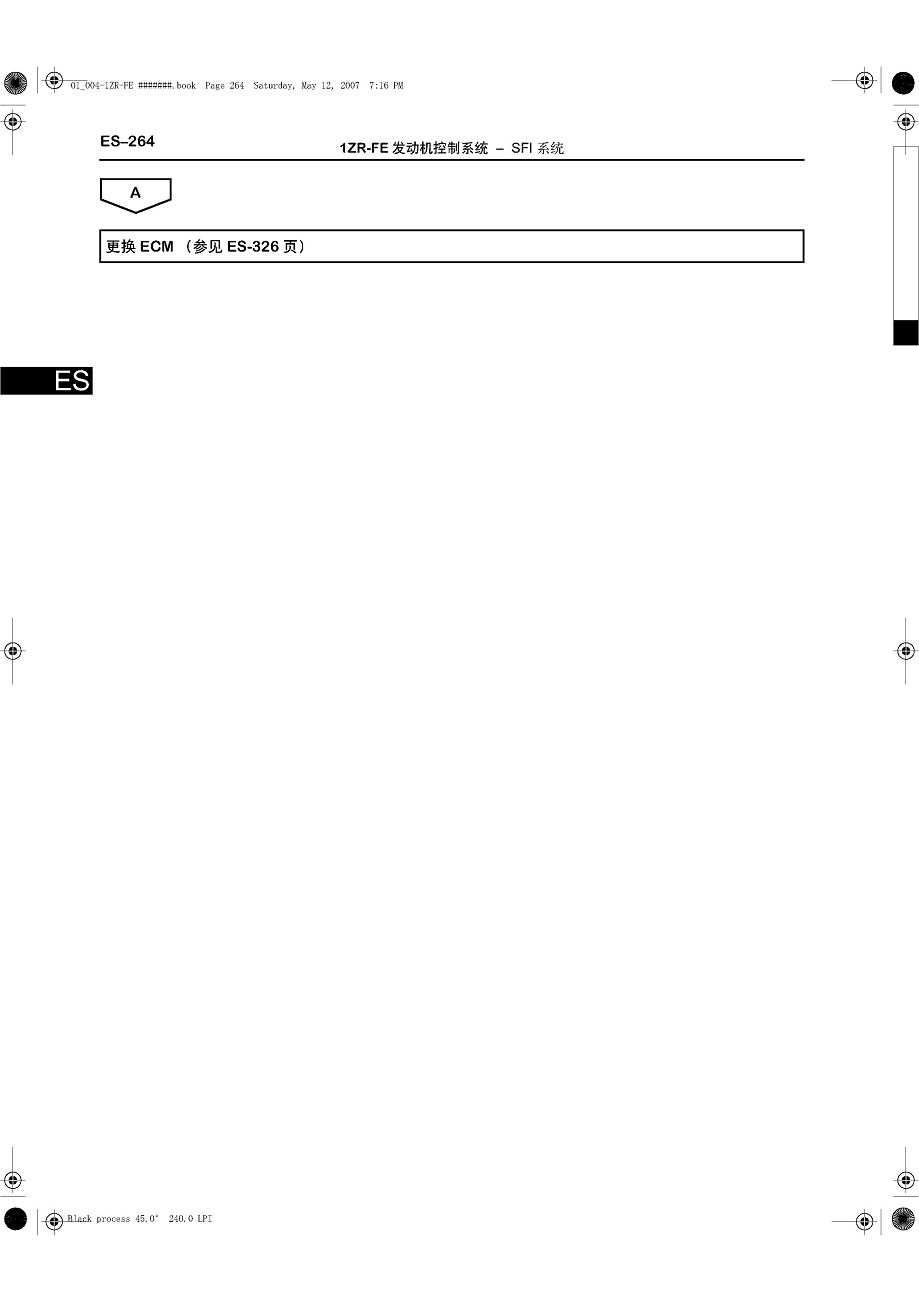 01_004-1ZR-FE #######.book Page 264 Saturday, May 12, 2007 7:16 PM
ES–264
1ZR-FE 发动机控制系统 – SFI 系统
A
更换 ECM （参见 ES-326 页）
ES
Black process 45.0° 240.0 LPI